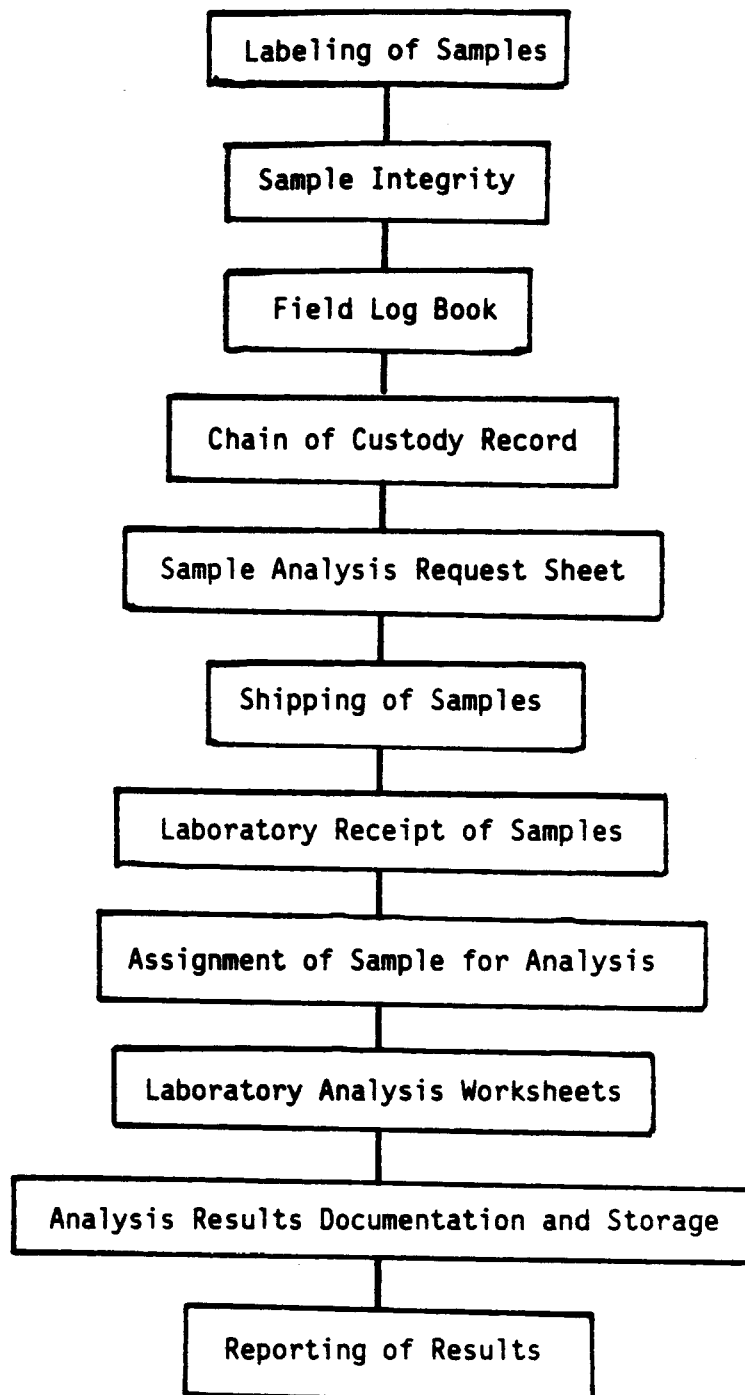 Labeling of Samples
Sample Integrity
Field Log Book
Chain of Custody Record
Sample Analysis Request Sheet
Shipping of Samples
Laboratory Receipt of Samples
Assignment of Sample for Analysis
Laboratory Analysis Worksheets
Analysis Results Documentation and Storage
Reporting of Results